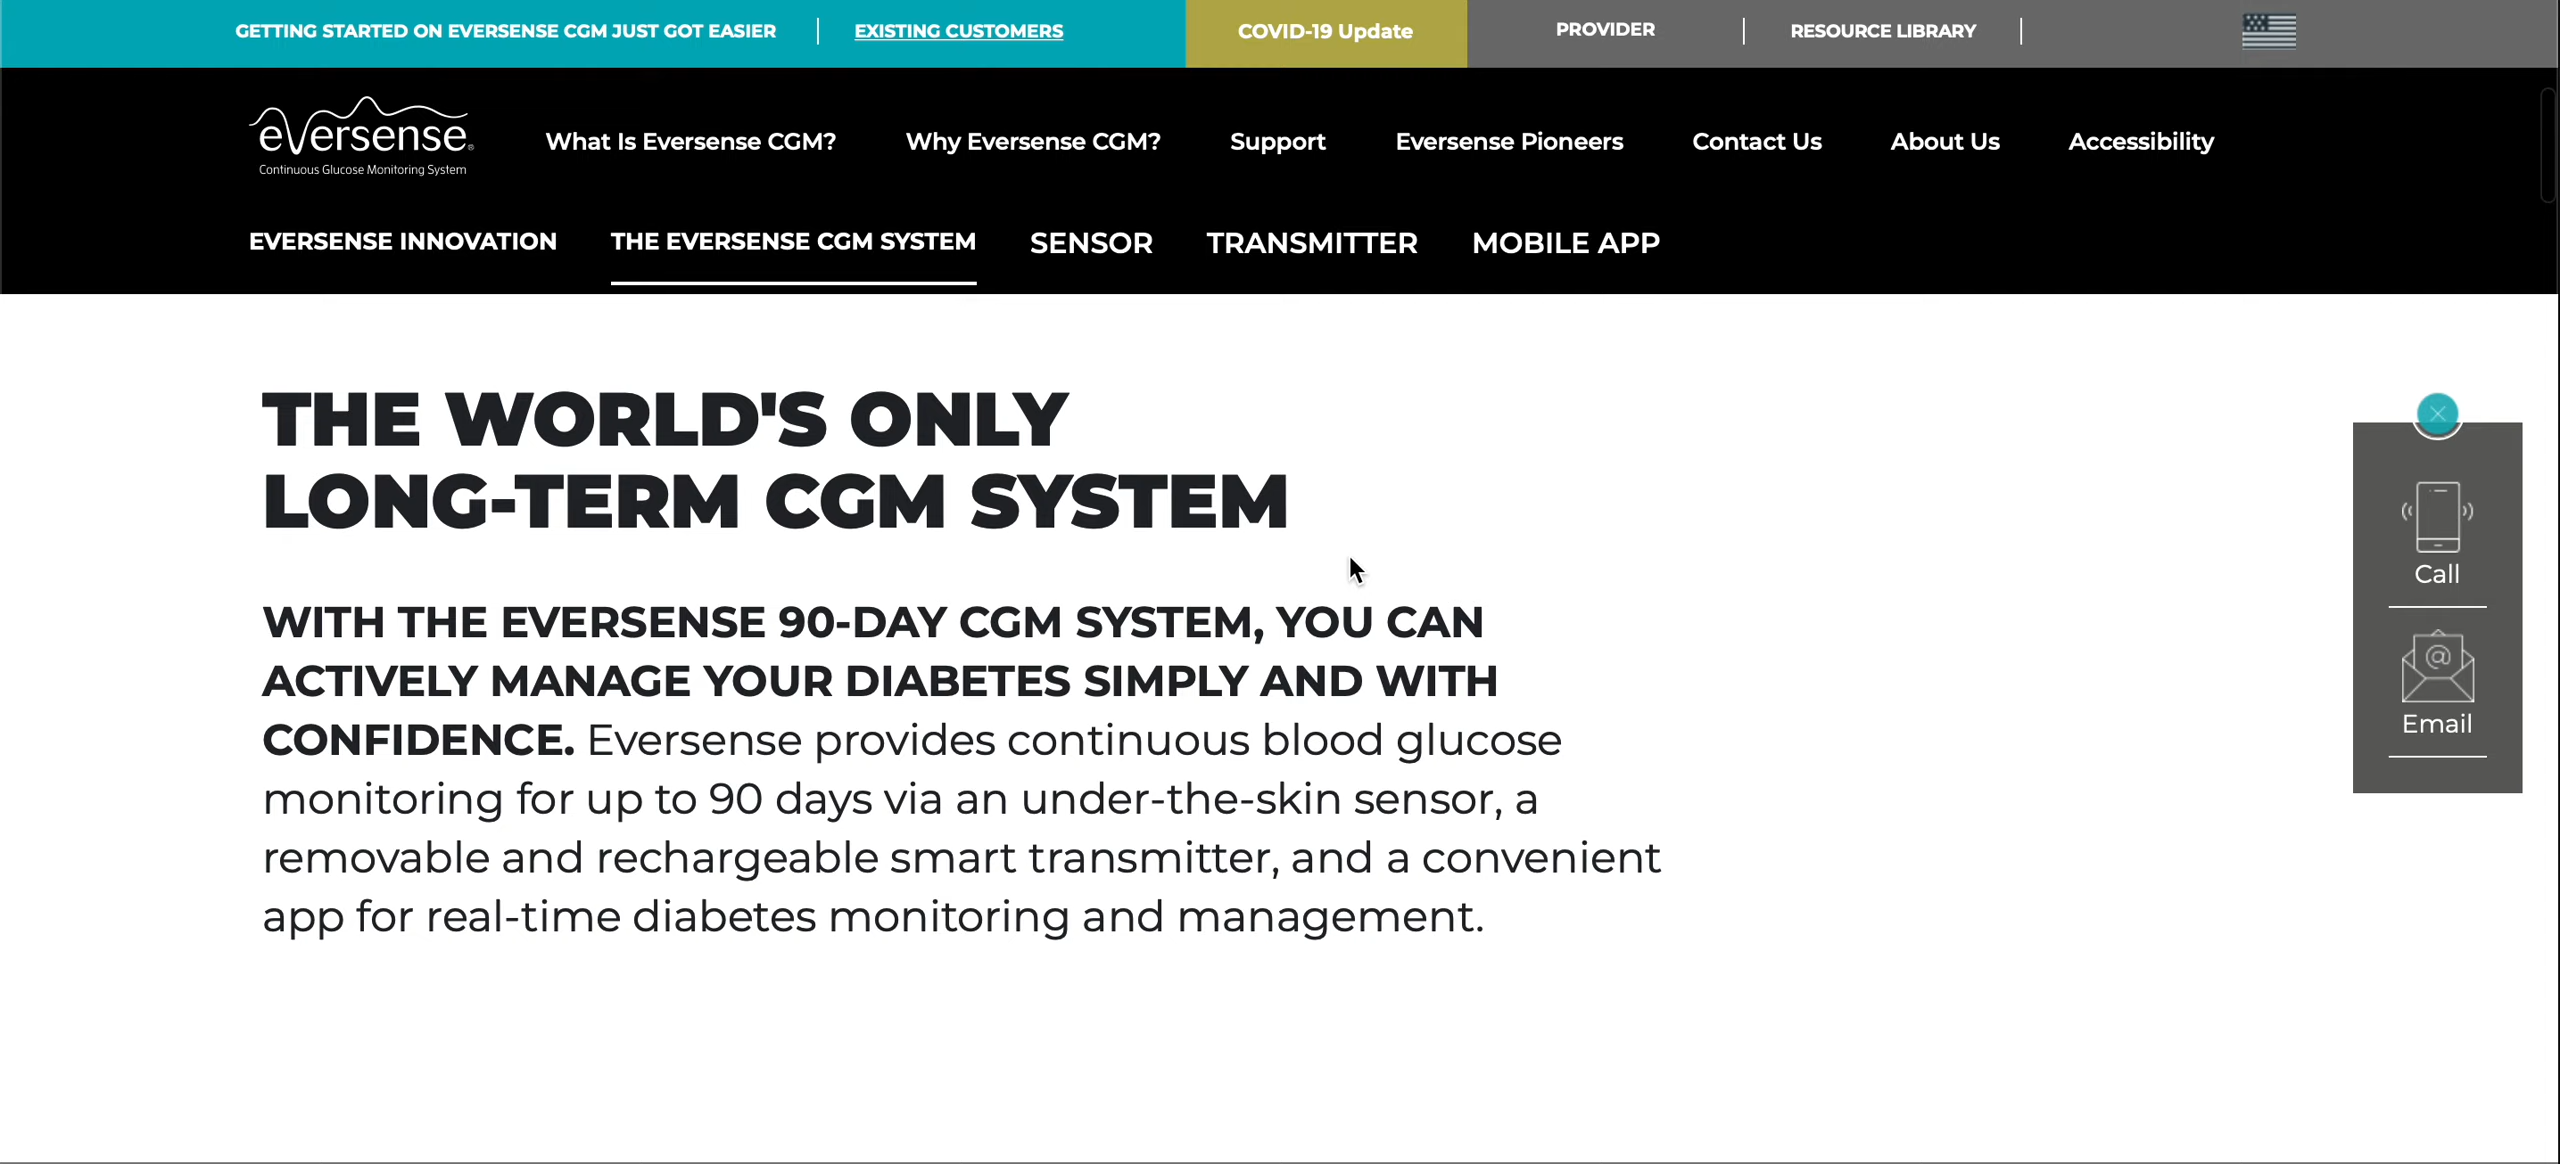 GETTING STARTED ON EVERSENSE CGM JUST GOT EASIER
EXISTING CUSTOMERS
COVID-19 Update
PROVIDER
RESOURCE LIBRARY
eversense®
Continuous Glucose Monitoring System
What Is Eversense CGM?
Why Eversense CGM?
Support
Eversense Pioneers
Contact Us
About Us
Accessibility
EVERSENSE INNOVATION
THE EVERSENSE CGM SYSTEM
SENSOR
TRANSMITTER
MOBILE APP
THE WORLD'S ONLY
LONG-TERM CGM SYSTEM
WITH THE EVERSENSE 90-DAY CGM SYSTEM, YOU CAN
ACTIVELY MANAGE YOUR DIABETES SIMPLY AND WITH
CONFIDENCE. Eversense provides continuous blood glucose
monitoring for up to 90 days via an under-the-skin sensor, a
removable and rechargeable smart transmitter, and a convenient
app for real-time diabetes monitoring and management.
Call
@
Email